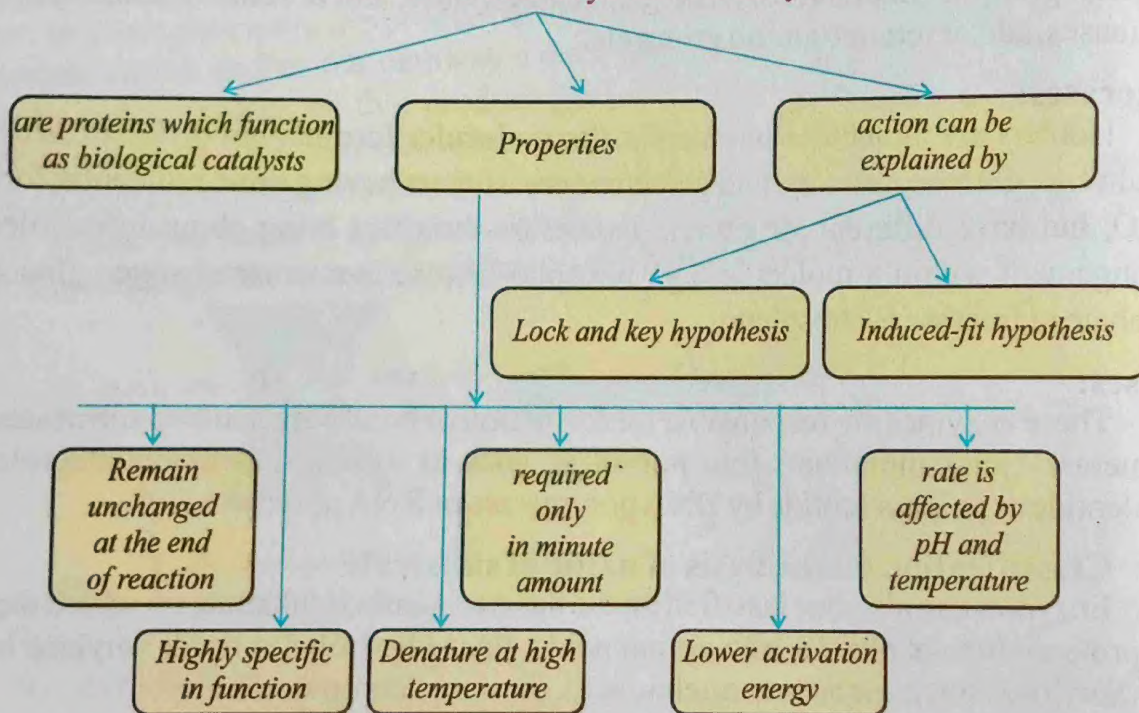 are proteins which function
as biological catalysts
Properties
action can be
explained by
Lock and key hypothesis
Induced-fit hypothesis
Remain
unchanged
at the end
of reaction
required
only
in minute
amount
rate is
affected by
pH and
temperature
Highly specific
in function
Denature at high
temperature
Lower activation
energy